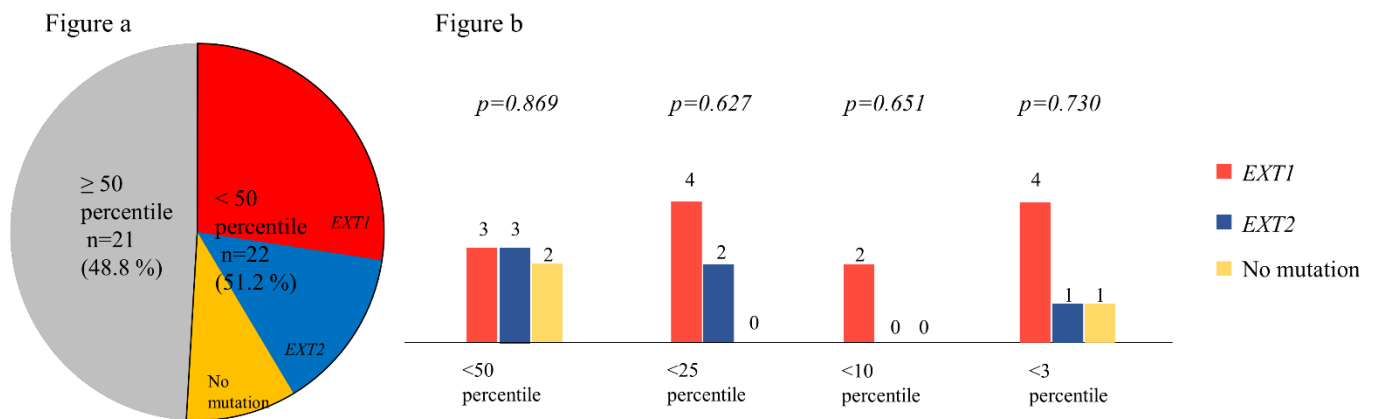 Figure a
≥ 50
percentile
n=21
(48.8 %)
< 50
percentile
n=22
(51.2 %)
EXT1
EXT2
No
mutation
Figure b
p=0.869
p=0.627
p=0.651
p=0.730
3
3
2
4
2
0
2
0
0
4
1
1
<50
percentile
<25
percentile
<10
percentile
<3
percentile
EXT1
EXT2
No mutation